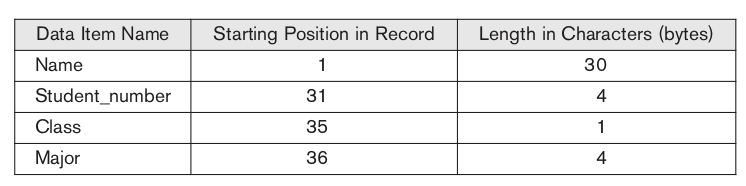 Data Item Name Starting Position in Record Length in Characters (bytes)
Name 1 30
Student_number 31 4
Class 35 1
Major 36 4